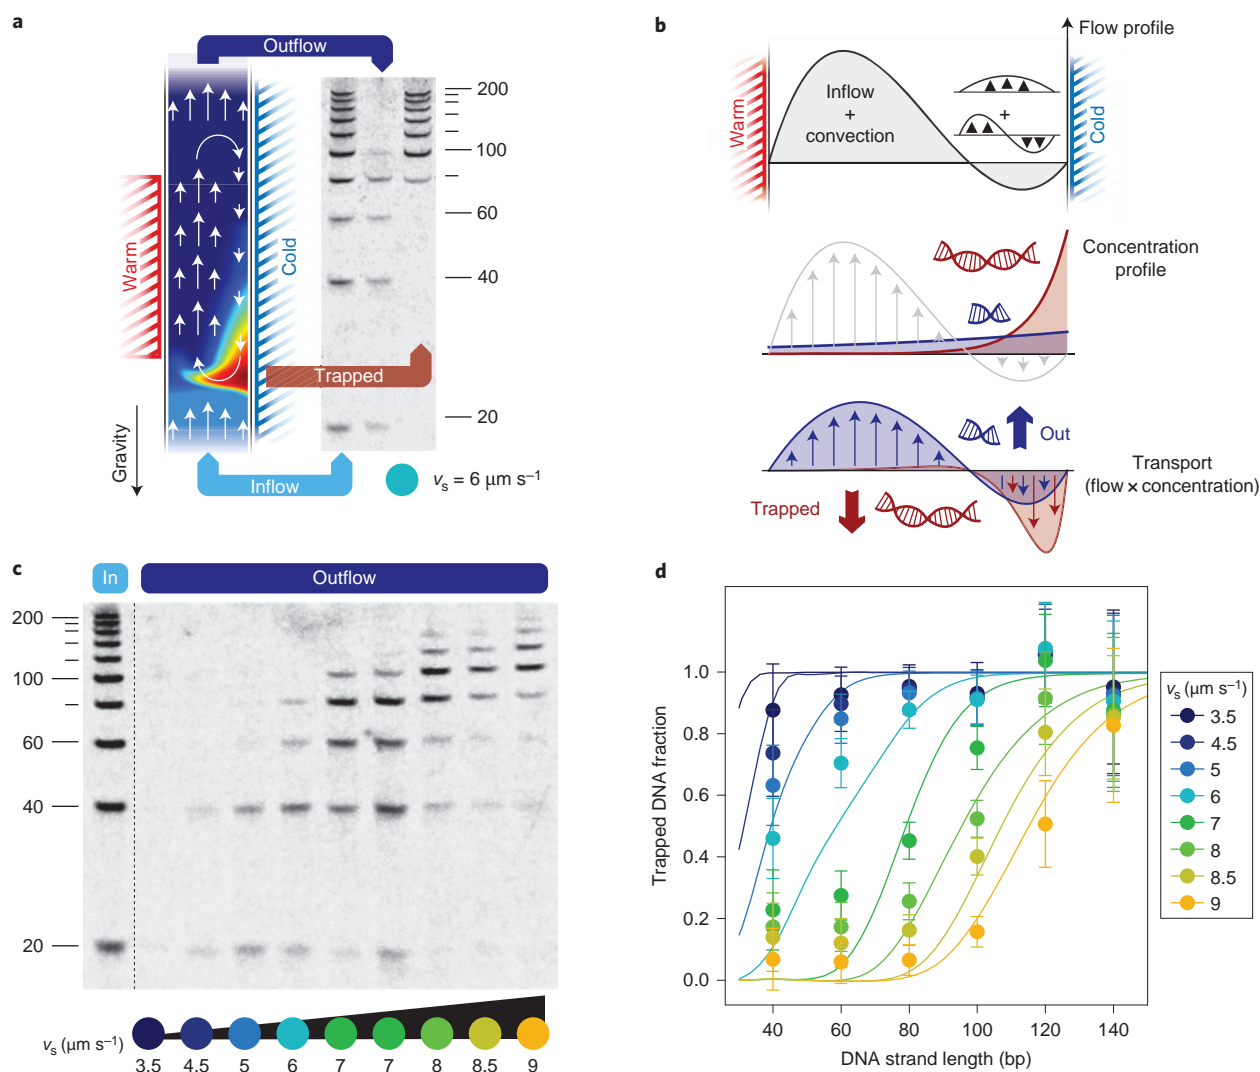 a
Outflow
Warm
Cold
200
100
60
40
20
Trapped
Gravity
Inflow
vs = 6 μm s−1
b
Flow profile
Warm
Inflow
+
convection
+
Cold
Concentration
profile
Out
Trapped
Transport
(flow × concentration)
c
In
Outflow
200
100
60
40
20
vs (μm s−1)
3.5 4.5 5 6 7 7 8 8.5 9
d
Trapped DNA fraction
1.0
0.8
0.6
0.4
0.2
0.0
40 60 80 100 120 140
DNA strand length (bp)
vs (μm s−1)
3.5
4.5
5
6
7
8
8.5
9